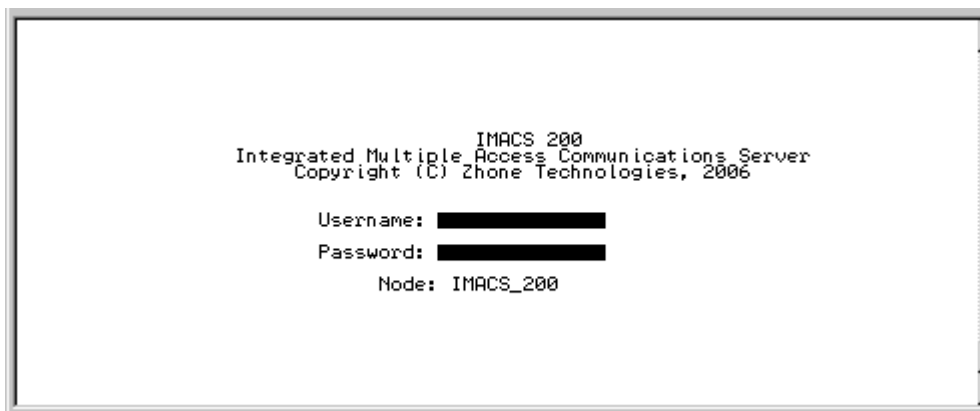 IMACS 200
Integrated Multiple Access Communications Server
Copyright (C) Zhone Technologies, 2006
Username:
Password:
Node: IMACS_200